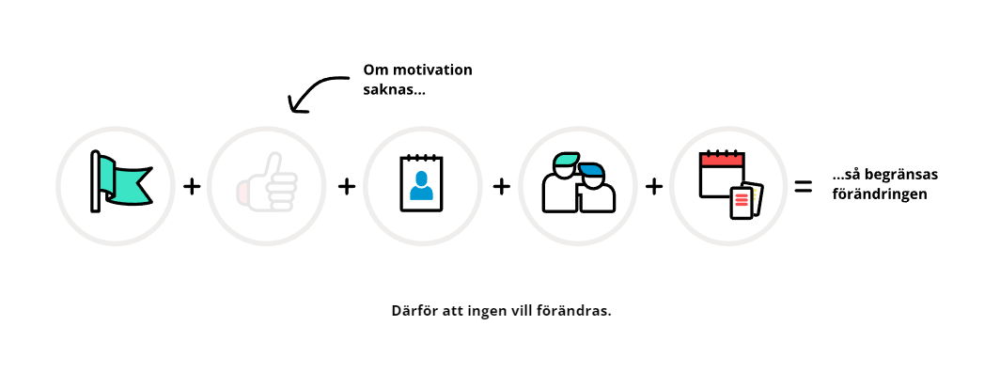 Om motivation
saknas...
...så begränsas
förändringen
Därför att ingen vill förändras.